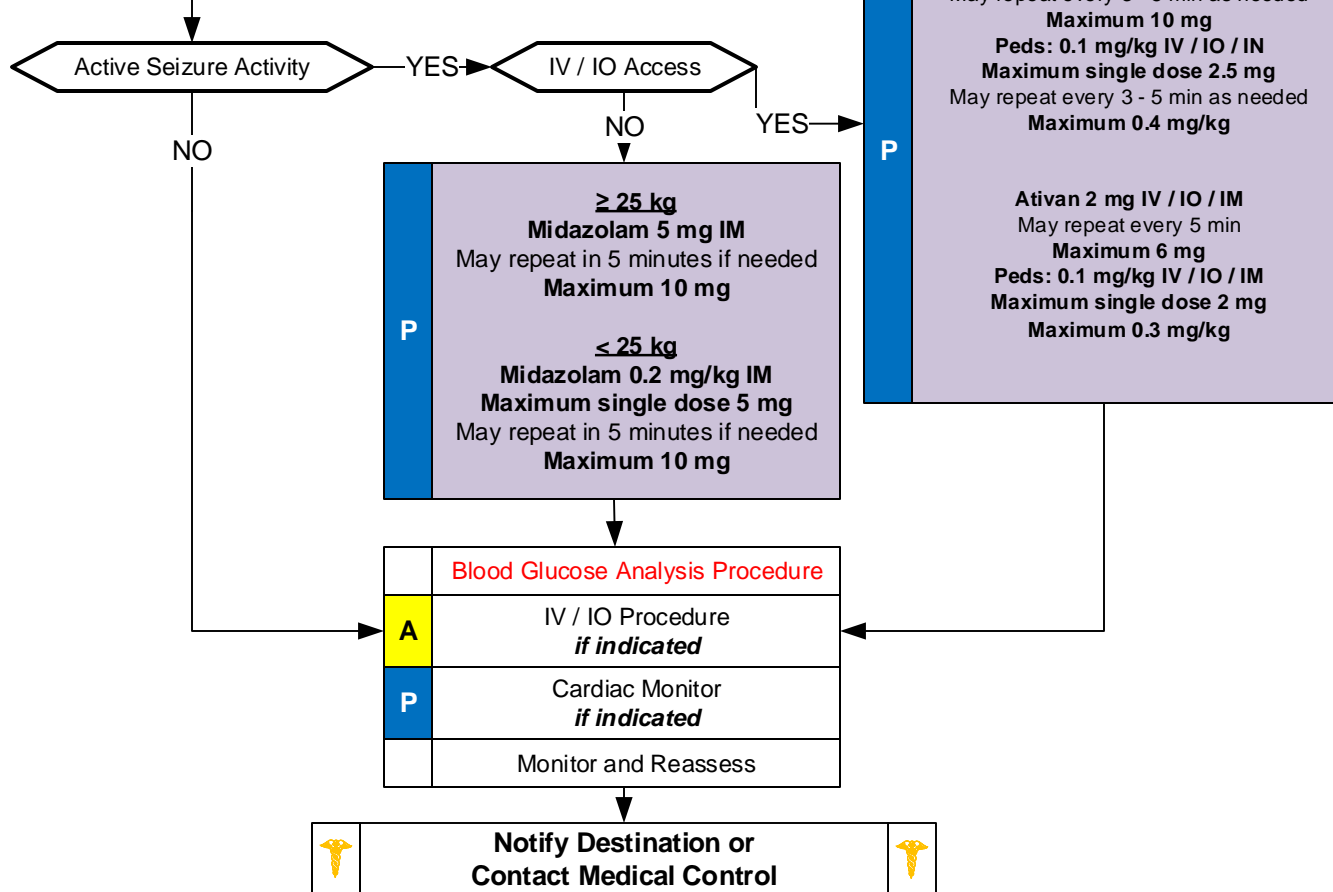 Maximum 10 mg
Peds: 0.1 mg/kg IV / IO / IN
Maximum single dose 2.5 mg
May repeat every 3 - 5 min as needed
Maximum 0.4 mg/kg
Active Seizure Activity
YES
IV / IO Access
YES
NO
NO
P
Ativan 2 mg IV / IO / IM
May repeat every 5 min
Maximum 6 mg
Peds: 0.1 mg/kg IV / IO / IM
Maximum single dose 2 mg
Maximum 0.3 mg/kg
P
≥ 25 kg
Midazolam 5 mg IM
May repeat in 5 minutes if needed
Maximum 10 mg
< 25 kg
Midazolam 0.2 mg/kg IM
Maximum single dose 5 mg
May repeat in 5 minutes if needed
Maximum 10 mg
Blood Glucose Analysis Procedure
A
IV / IO Procedure
if indicated
P
Cardiac Monitor
if indicated
Monitor and Reassess
Notify Destination or
Contact Medical Control